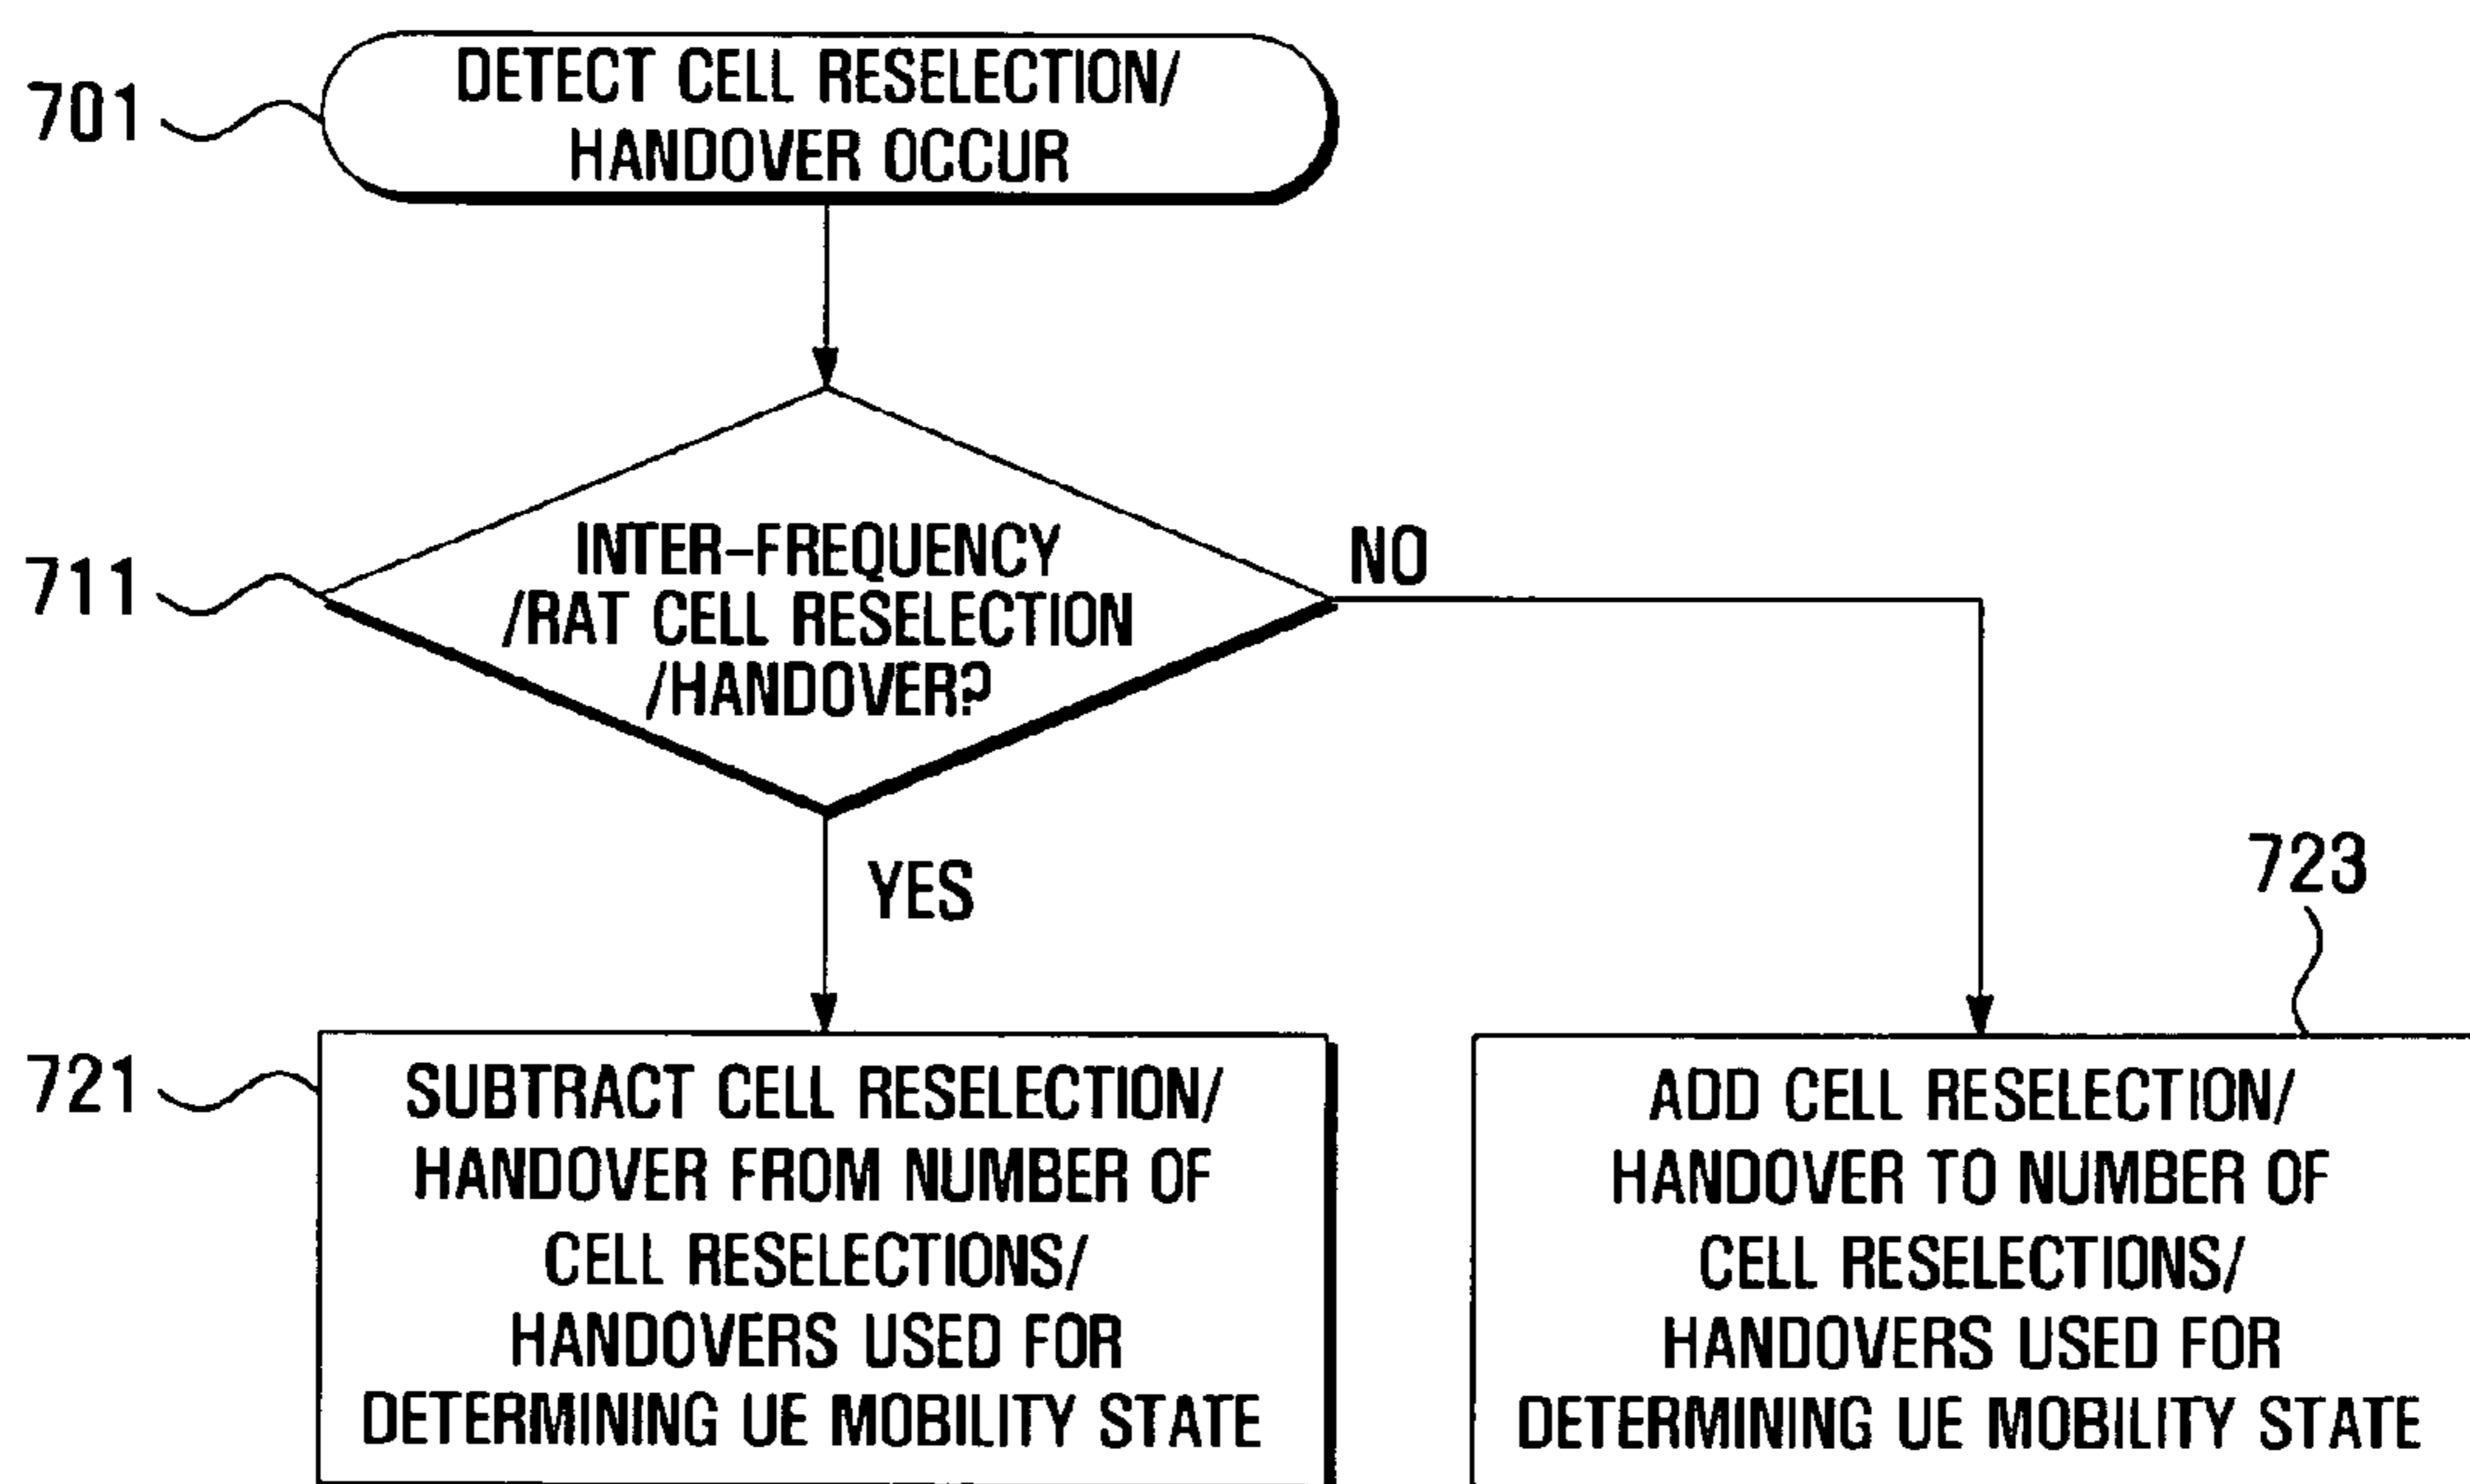 701
DETECT CELL RESELECTION/
HANDOVER OCCUR
711
INTER-FREQUENCY
/RAT CELL RESELECTION
/HANDOVER?
NO
YES
721
SUBTRACT CELL RESELECTION/
HANDOVER FROM NUMBER OF
CELL RESELECTIONS/
HANDOVERS USED FOR
DETERMINING UE MOBILITY STATE
723
ADD CELL RESELECTION/
HANDOVER TO NUMBER OF
CELL RESELECTIONS/
HANDOVERS USED FOR
DETERMINING UE MOBILITY STATE